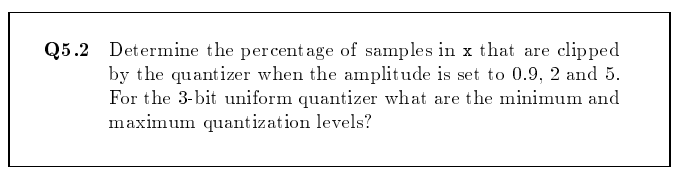 Q5.2 Determine the percentage of samples in x that are clipped
by the quantizer when the amplitude is set to 0.9, 2 and 5.
For the 3-bit uniform quantizer what are the minimum and
maximum quantization levels?